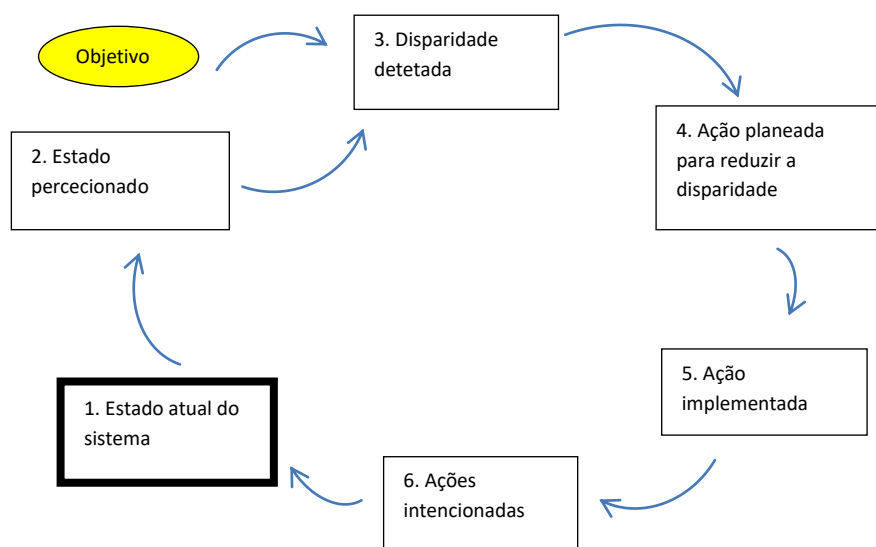 Objetivo
3. Disparidade
detetada
2. Estado
percecionado
4. Ação planeada
para reduzir a
disparidade
1. Estado atual do
sistema
5. Ação
implementada
6. Ações
intencionadas